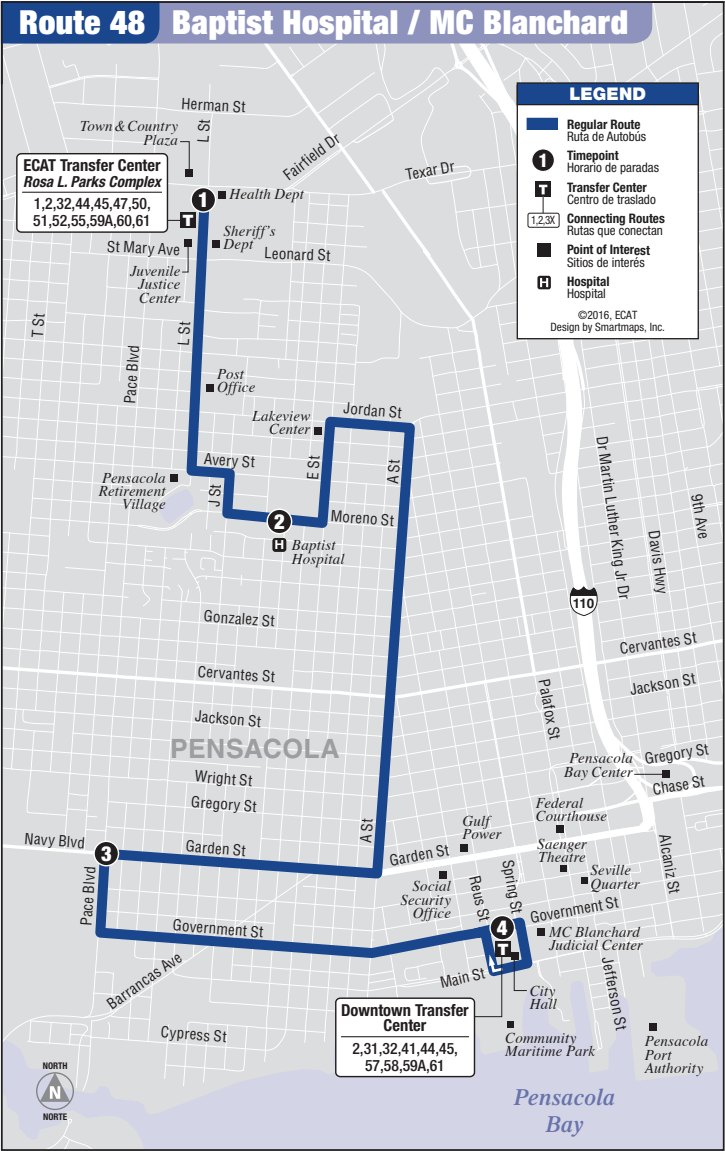 Route 48 Baptist Hospital / MC Blanchard
Herman St
Town & Country
Plaza
L St
Fairfield Dr
Texar Dr
ECAT Transfer Center
Rosa L. Parks Complex
1,2,32,44,45,47,50,
51,52,55,59A,60,61
1
Health Dept
T
Sheriff's
Dept
St Mary Ave
Leonard St
Juvenile
Justice
Center
T St
L St
Pace Blvd
Post
Office
Jordan St
Lakeview
Center
Avery St
E St
A St
Pensacola
Retirement
Village
J St
2
Moreno St
H
Baptist
Hospital
LEGEND
Regular Route
Ruta de Autobús
1
Timepoint
Horario de paradas
T
Transfer Center
Centro de traslado
1,2,3X
Connecting Routes
Rutas que conectan
Point of Interest
Sitios de interés
H
Hospital
Hospital
©2016, ECAT
Design by Smartmaps, Inc.
Dr Martin Luther King Jr Dr
Davis Hwy
9th Ave
110
Gonzalez St
Cervantes St
Cervantes St
Jackson St
Jackson St
PENSACOLA
Palafox St
Wright St
Gregory St
Pensacola
Bay Center
Gregory St
Chase St
A St
Federal
Courthouse
Gulf
Power
Saenger
Theatre
Seville
Quarter
Alcaniz St
Navy Blvd
3
Garden St
Garden St
Pace Blvd
Social
Security
Office
Reus St
Spring St
Government St
Government St
4
T
MC Blanchard
Judicial Center
Main St
City
Hall
Jefferson St
Barrancas Ave
Cypress St
Downtown Transfer
Center
2,31,32,41,44,45,
57,58,59A,61
Community
Maritime Park
Pensacola
Port
Authority
NORTH
N
NORTE
Pensacola
Bay